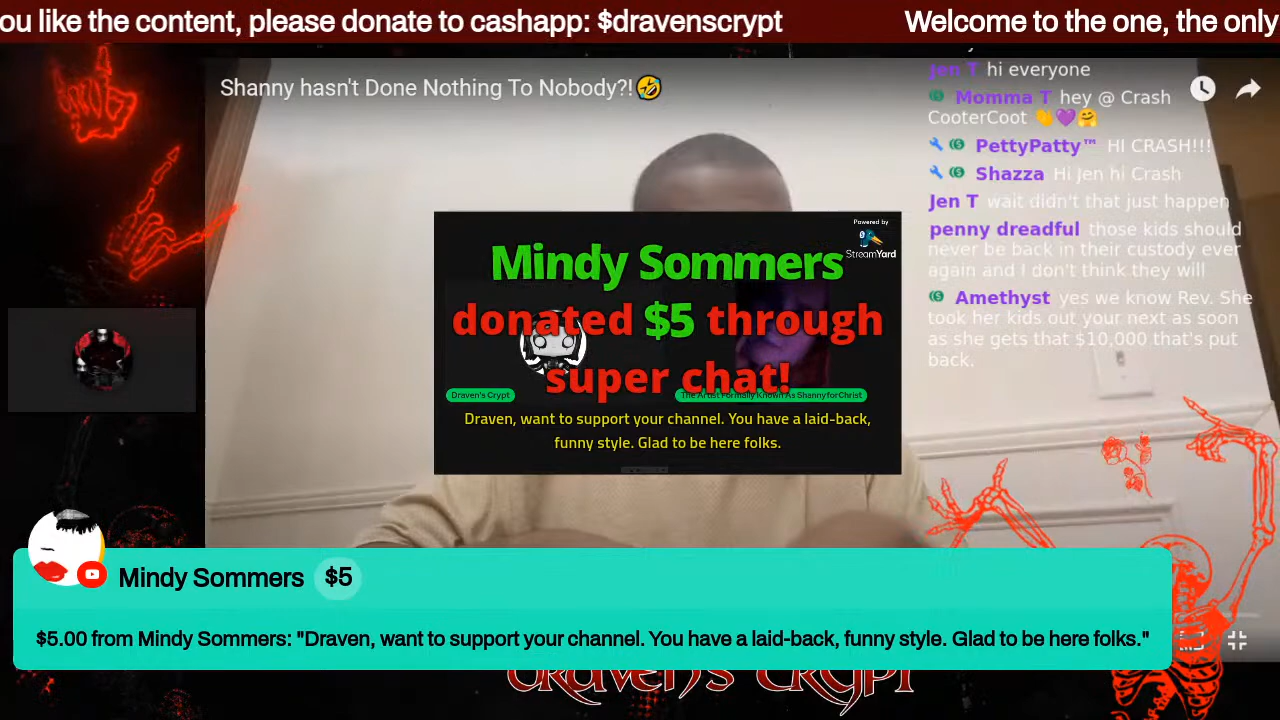 ou like the content, please donate to cashapp: $dravenscrypt
Welcome to the one, the only
Shanny hasn't Done Nothing To Nobody?!🤣
Jen T hi everyone
Momma T hey @ Crash
CooterCoot 👏💜🤗
PettyPatty™ HI CRASH!!!
Shazza Hi Jen hi Crash
Jen T wait didn't that just happen
penny dreadful those kids should
never be back in their custody ever
again and I don't think they will
Amethyst yes we know Rev. She
took her kids out your next as soon
as she gets that $10,000 that's put
back.
Powered by
StreamYard
Mindy Sommers
donated $5 through
super chat!
Draven's Crypt
The Artist Formally Known As ShannyforChrist
Draven, want to support your channel. You have a laid-back,
funny style. Glad to be here folks.
Mindy Sommers $5
$5.00 from Mindy Sommers: "Draven, want to support your channel. You have a laid-back, funny style. Glad to be here folks."
Draven's Crypt